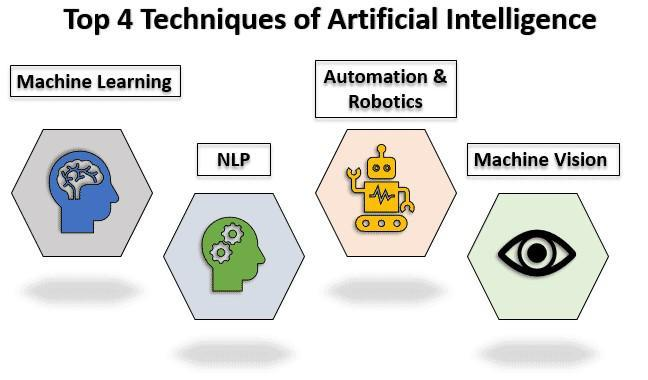 Top 4 Techniques of Artificial Intelligence
Machine Learning
NLP
Automation &
Robotics
Machine Vision